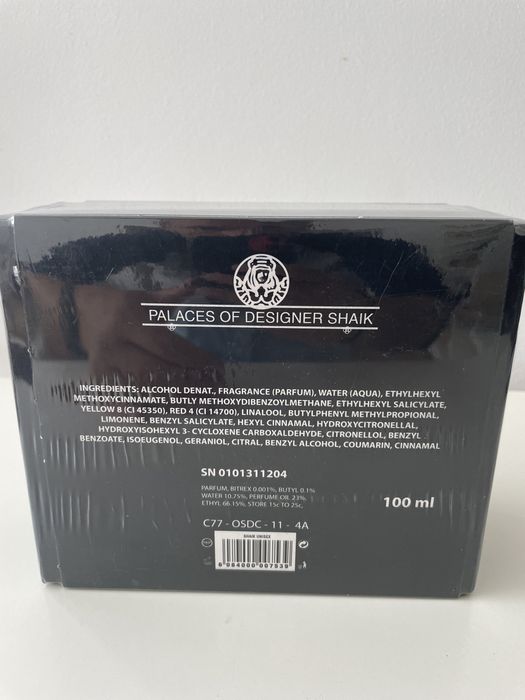 PALACES OF DESIGNER SHAIK
® ®
INGREDIENTS: ALCOHOL DENAT., FRAGRANCE (PARFUM), WATER (AQUA), ETHYLHEXYL
METHOXYCINNAMATE, BUTLY METHOXYDIBENZOYLMETHANE, ETHYLHEXYL SALICYLATE,
YELLOW 8 (CI 45350), RED 4 (CI 14700), LINALOOL, BUTYLPHENYL METHYLPROPIONAL,
LIMONENE, BENZYL SALICYLATE, HEXYL CINNAMAL, HYDROXYCITRONELLAL,
HYDROXYISOHEXYL 3- CYCLOXENE CARBOXALDEHYDE, CITRONELLOL, BENZYL
BENZOATE, ISOEUGENOL, GERANIOL, CITRAL, BENZYL ALCOHOL, COUMARIN, CINNAMAL
SN 0101311204
PARFUM, BITREX 0.001%, BUTYL 0.1%
WATER 10.75%, PERFUME OIL 23%,
ETHYL 66.15%, STORE 15c TO 25c,
100 ml
C77 - OSDC - 11 - 4A
SHAIK UNISEX
6 984000 007539